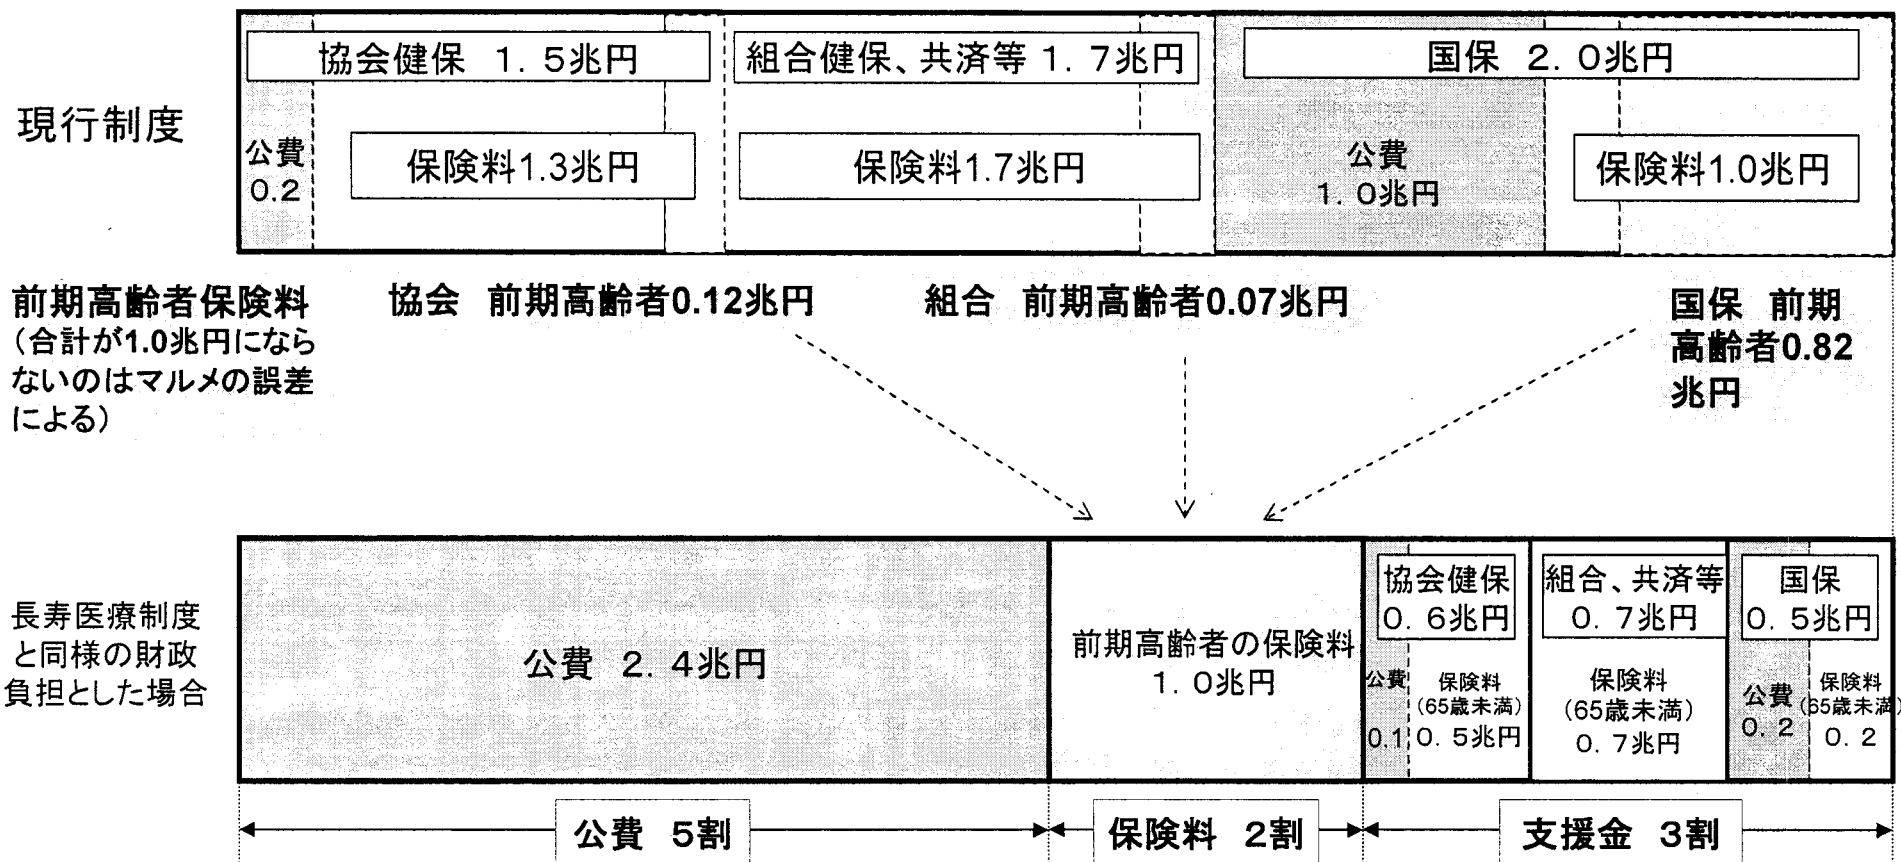 協会健保 1.5兆円
組合健保、共済等 1.7兆円
国保 2.0兆円
現行制度
公費
0.2
保険料1.3兆円
保険料1.7兆円
公費
1.0兆円
保険料1.0兆円
前期高齢者保険料
(合計が1.0兆円になら
ないのはマルメの誤差
による)
協会 前期高齢者0.12兆円
組合 前期高齢者0.07兆円
国保 前期
高齢者0.82
兆円
長寿医療制度
と同様の財政
負担とした場合
公費 2.4兆円
前期高齢者の保険料
1.0兆円
協会健保
0.6兆円
公費
0.1
保険料
(65歳未満)
0.5兆円
組合、共済等
0.7兆円
保険料
(65歳未満)
0.7兆円
国保
0.5兆円
公費
0.2
保険料
(65歳未満)
0.2
公費 5割
保険料 2割
支援金 3割